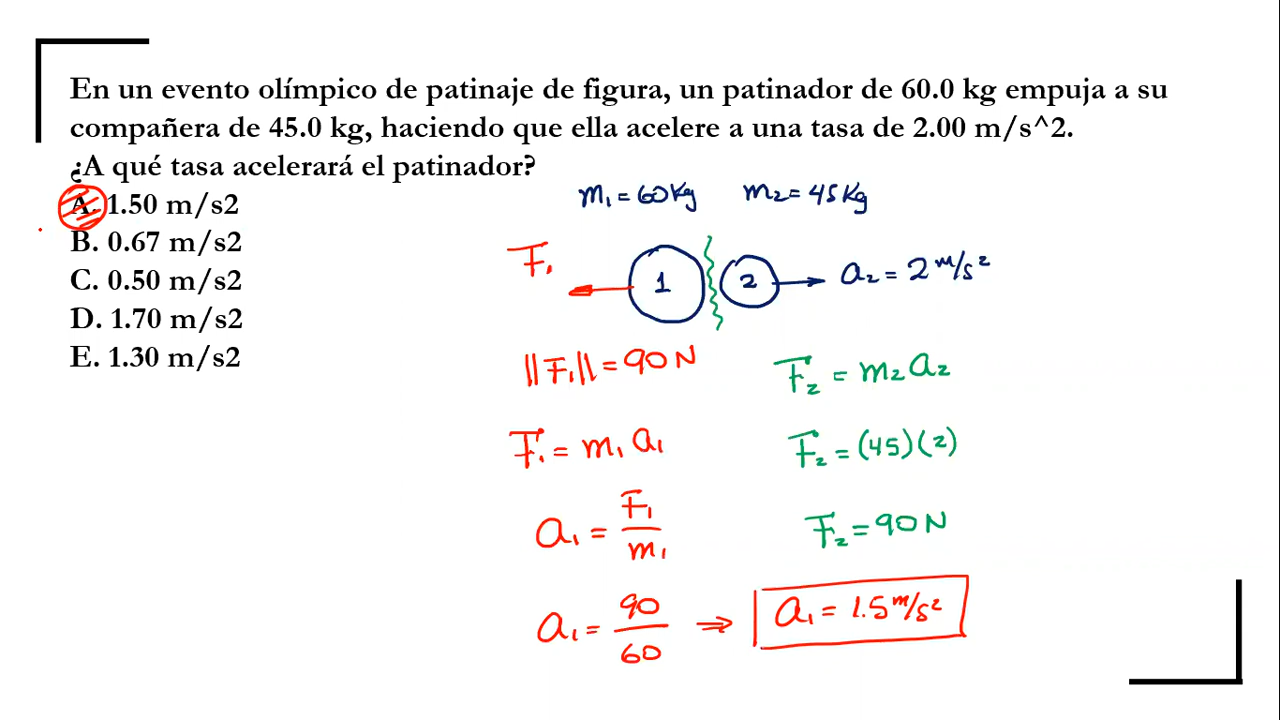 En un evento olímpico de patinaje de figura, un patinador de 60.0 kg empuja a su
compañera de 45.0 kg, haciendo que ella acelere a una tasa de 2.00 m/s^2.
¿A qué tasa acelerará el patinador?
A. 1.50 m/s2
B. 0.67 m/s2
C. 0.50 m/s2
D. 1.70 m/s2
E. 1.30 m/s2
m₁ = 60 Kg m₂ = 45 Kg
F₁
1 2 a₂ = 2 m/s²
||F₁|| = 90 N
F₂ = m₂ a₂
F₁ = m₁ a₁
F₂ = (45)(2)
a₁ = F₁/m₁
F₂ = 90 N
a₁ = 90/60 ⇒ a₁ = 1.5 m/s²